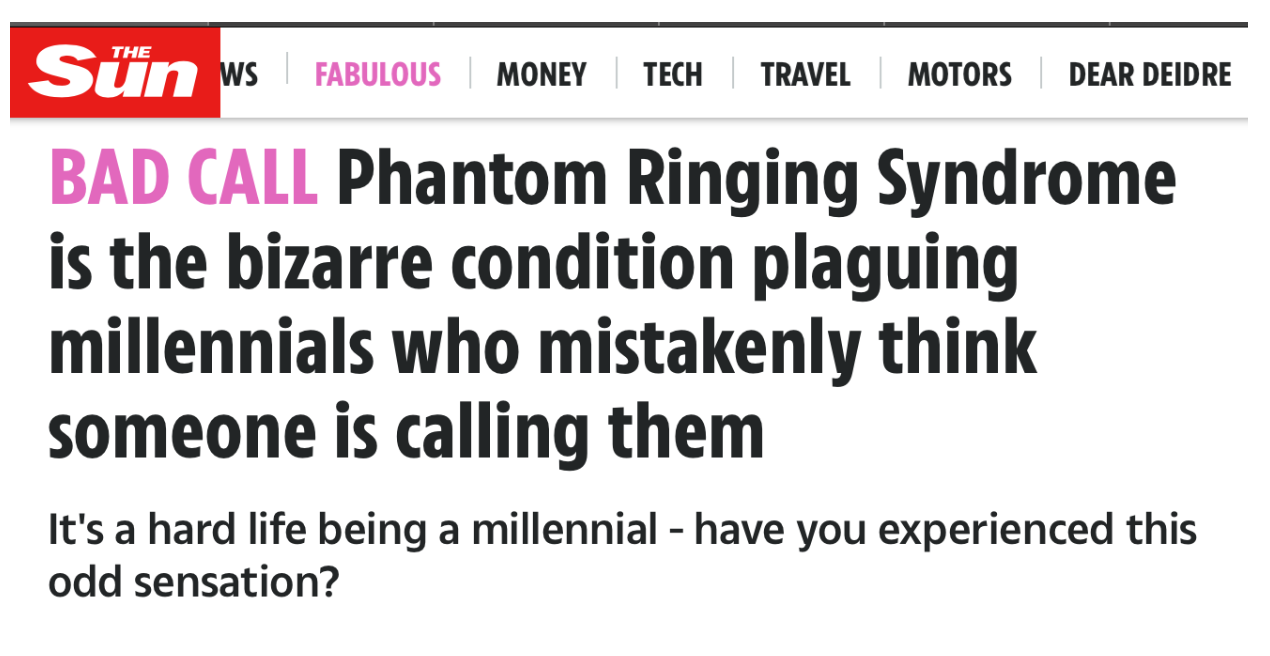 THE
Sun
WS
FABULOUS
MONEY
TECH
TRAVEL
MOTORS
DEAR DEIDRE
BAD CALL Phantom Ringing Syndrome
is the bizarre condition plaguing
millennials who mistakenly think
someone is calling them
It's a hard life being a millennial - have you experienced this
odd sensation?